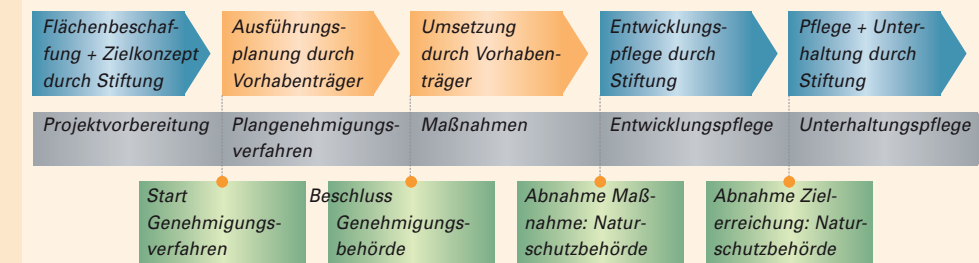 Flächenbeschaf-
fung + Zielkonzept
durch Stiftung
Ausführungs-
planung durch
Vorhabenträger
Umsetzung
durch Vorhaben-
träger
Entwicklungs-
pflege durch
Stiftung
Pflege + Unter-
haltung durch
Stiftung
Projektvorbereitung
Plangenehmigungs-
verfahren
Maßnahmen
Entwicklungspflege
Unterhaltungspflege
Start
Genehmigungs-
verfahren
Beschluss
Genehmigungs-
behörde
Abnahme Maß-
nahme: Natur-
schutzbehörde
Abnahme Ziel-
erreichung: Natur-
schutzbehörde